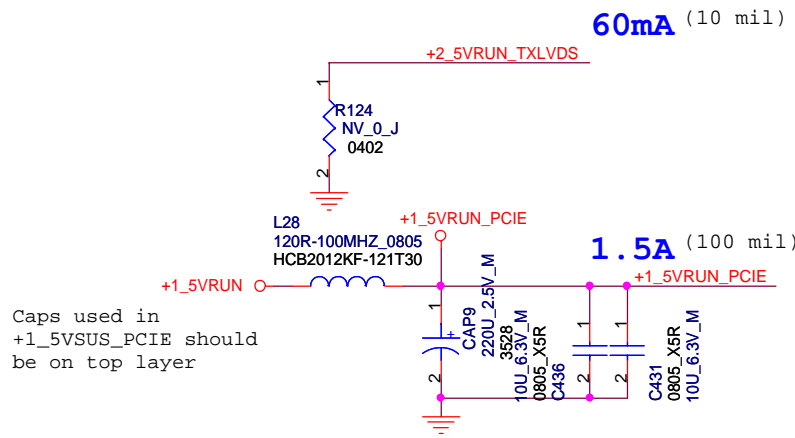 60mA (10 mil)
+2_5VRUN_TXLVDS
1
R124
NV_0_J
0402
2
L28
120R-100MHZ_0805
HCB2012KF-121T30
+1_5VRUN_PCIE
1.5A (100 mil)
+1_5VRUN
+1_5VRUN_PCIE
Caps used in
+1_5VSUS_PCIE should
be on top layer
1
2
CAP9
220U_2.5V_M
3528
10U_6.3V_M
0805_X5R
C436
1
2
1
2
C431
0805_X5R
10U_6.3V_M
+